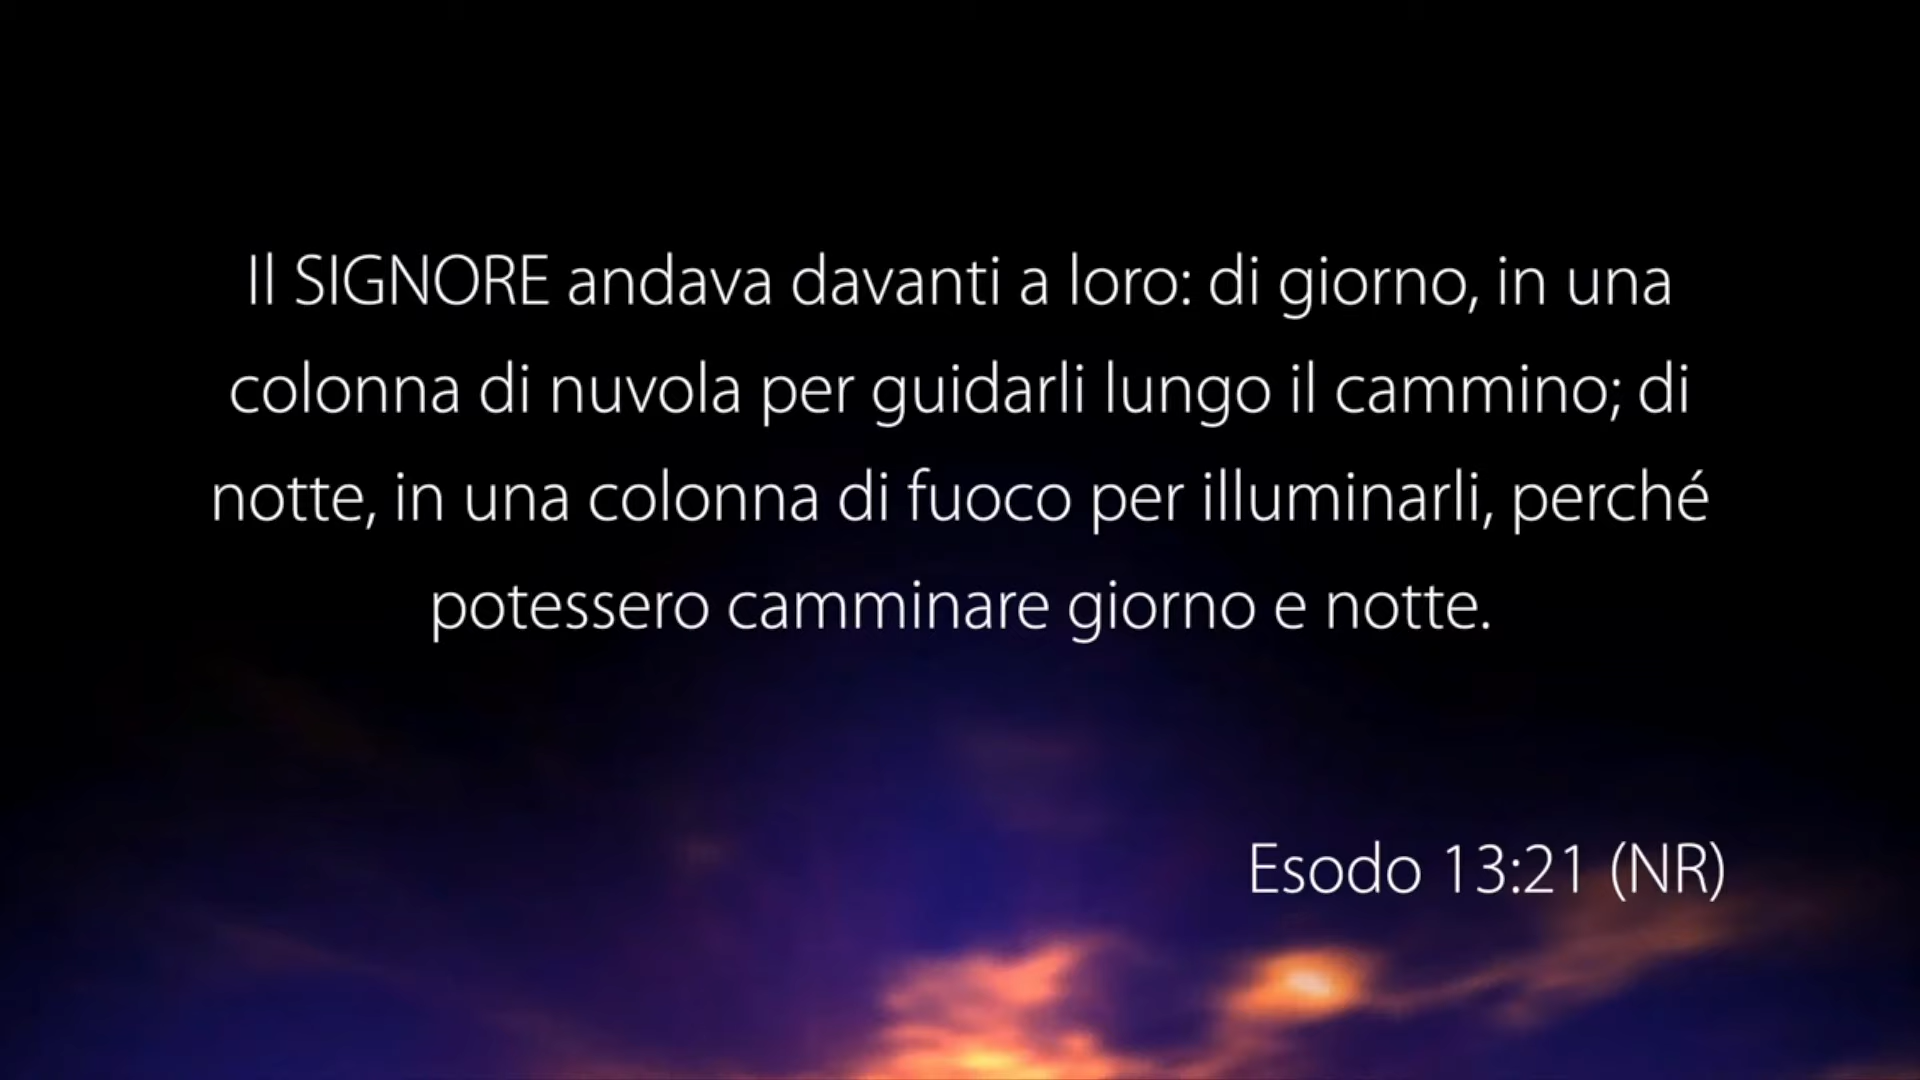 Il SIGNORE andava davanti a loro: di giorno, in una
colonna di nuvola per guidarli lungo il cammino; di
notte, in una colonna di fuoco per illuminarli, perché
potessero camminare giorno e notte.
Esodo 13:21 (NR)